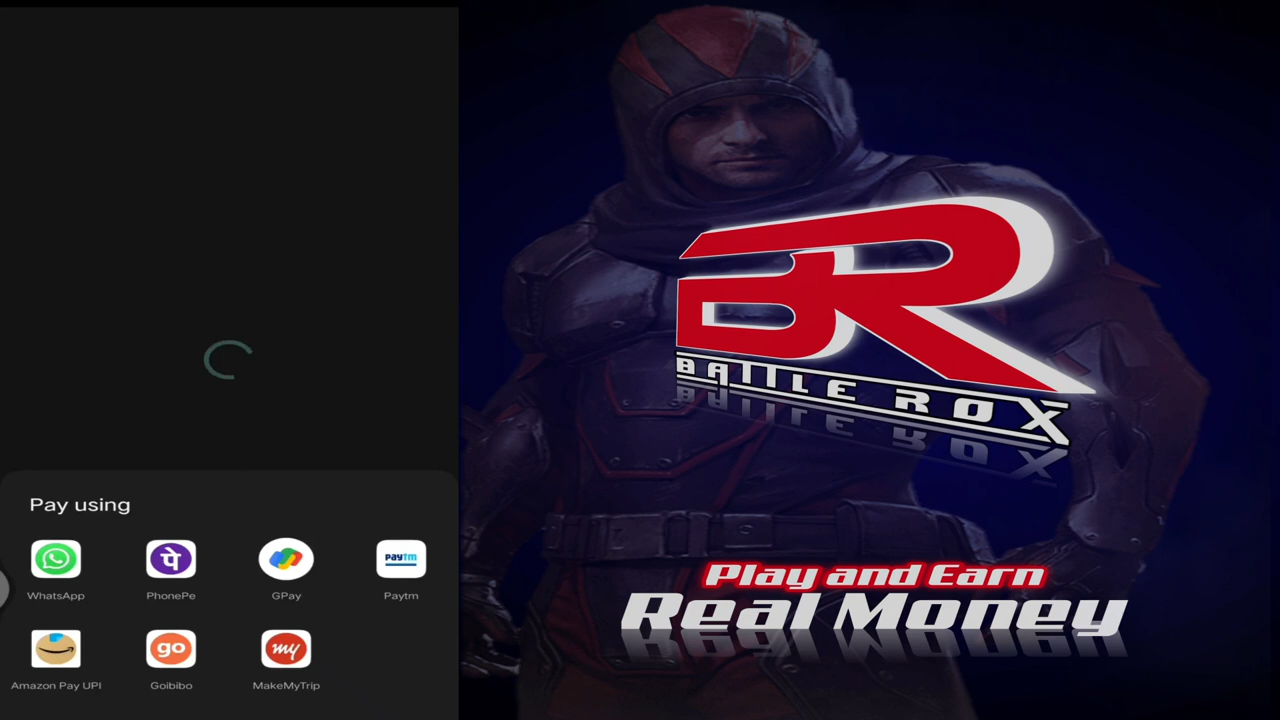 Pay using
WhatsApp
PhonePe
GPay
Paytm
Amazon Pay UPI
Goibibo
MakeMyTrip
पे
paytm
go
my
BR
BATTLE ROX
Play and Earn
Real Money